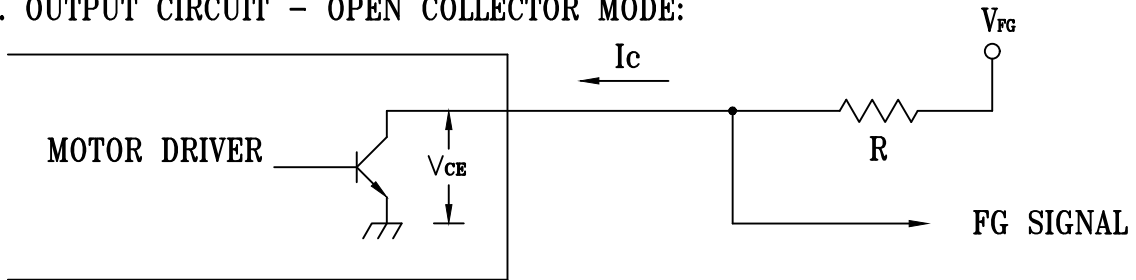 . OUTPUT CIRCUIT - OPEN COLLECTOR MODE:
VFG
Ic
MOTOR DRIVER
VCE
R
FG SIGNAL